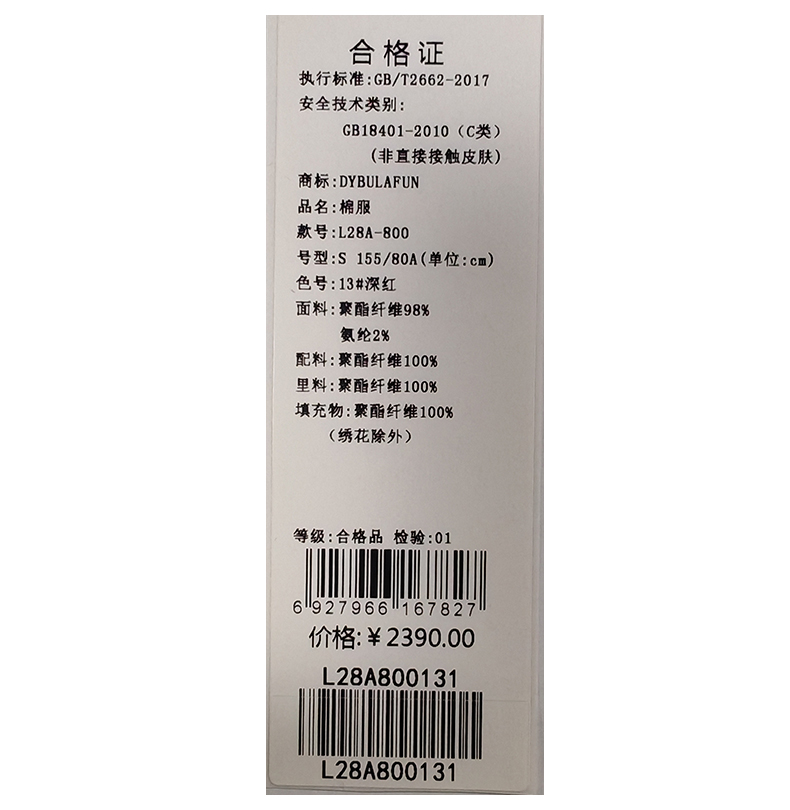 合格证
执行标准:GB/T2662-2017
安全技术类别:
GB18401-2010（C类）
(非直接接触皮肤)
商标:DYBULAFUN
品名:棉服
款号:L28A-800
号型:S 155/80A(单位:cm)
色号:13#深红
面料:聚酯纤维98%
氨纶2%
配料:聚酯纤维100%
里料:聚酯纤维100%
填充物:聚酯纤维100%
（绣花除外）
等级:合格品 检验:01
6 927966 167827
价格:￥2390.00
L28A800131
L28A800131